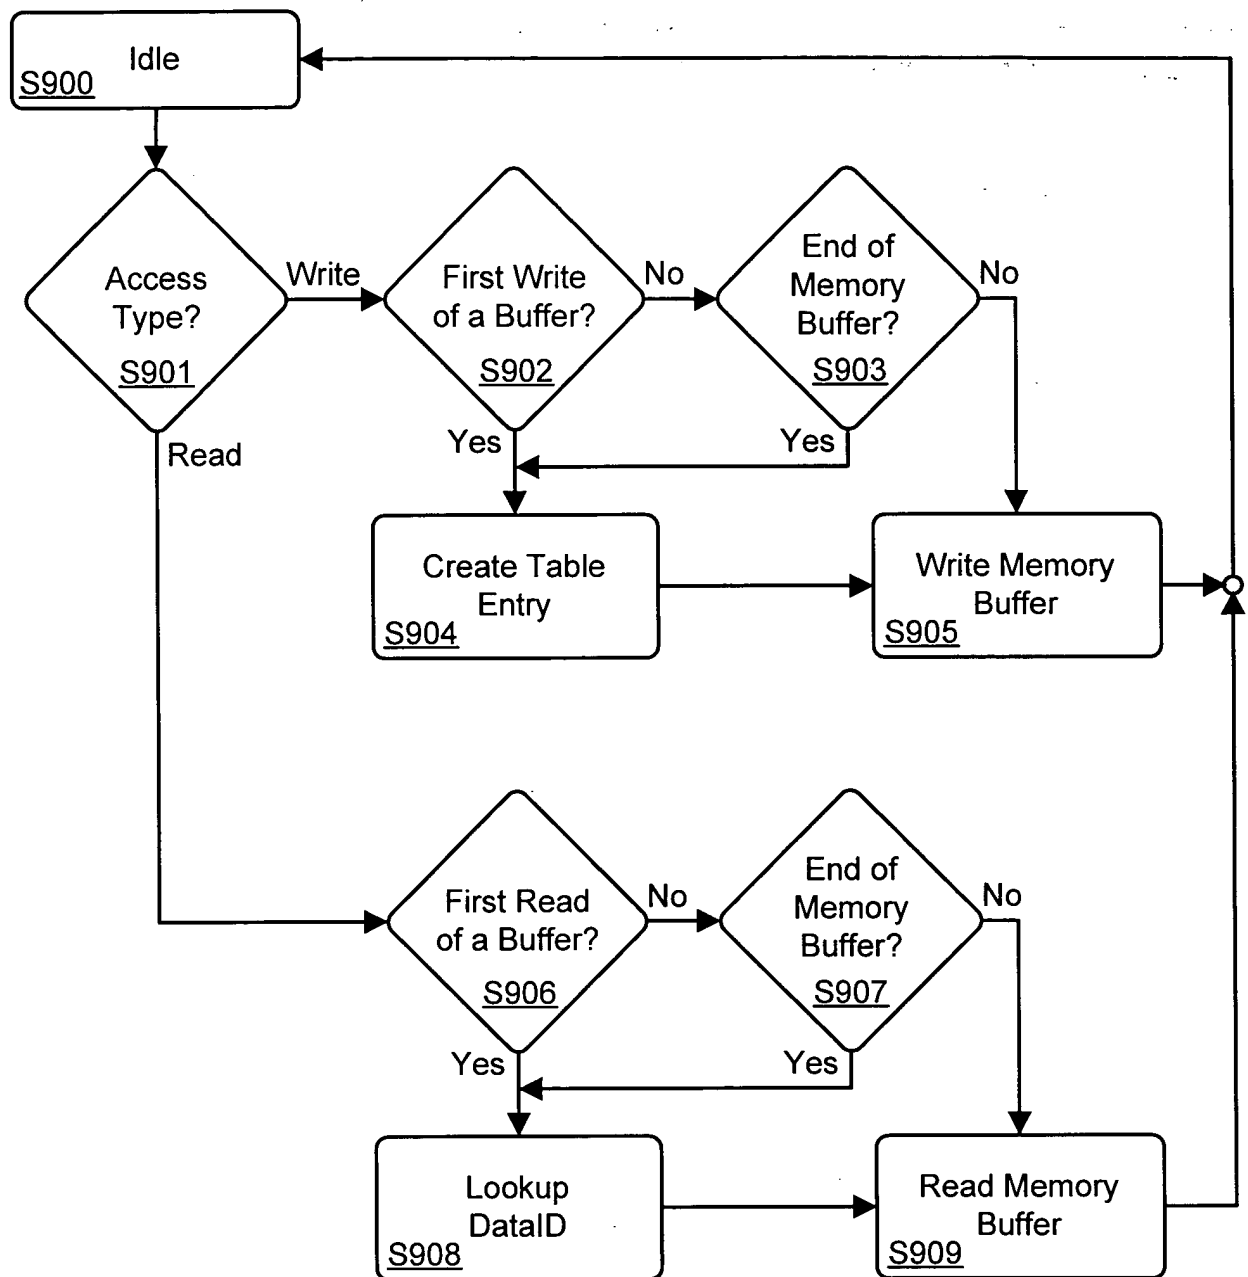 Idle
S900
Access
Type?
S901
Write
First Write
of a Buffer?
S902
No
End of
Memory
Buffer?
S903
No
Yes
Yes
Read
Create Table
Entry
S904
Write Memory
Buffer
S905
First Read
of a Buffer?
S906
No
End of
Memory
Buffer?
S907
No
Yes
Yes
Lookup
DataID
S908
Read Memory
Buffer
S909